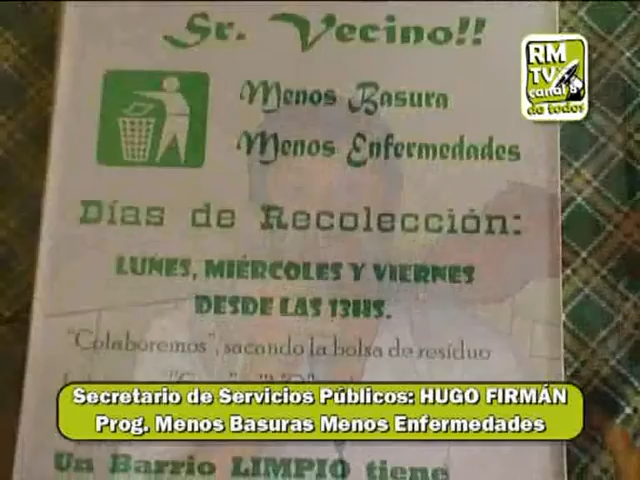 Sr. Vecino!!
RM
TV
canal 8
de todos
Menos Basura
Menos Enfermedades
Días de Recolección:
LUNES, MIÉRCOLES Y VIERNES
DESDE LAS 13HS.
"Colaboremos", sacando la bolsa de resíduo
Secretario de Servicios Públicos: HUGO FIRMÁN
Prog. Menos Basuras Menos Enfermedades
Un Barrio LIMPIO tiene